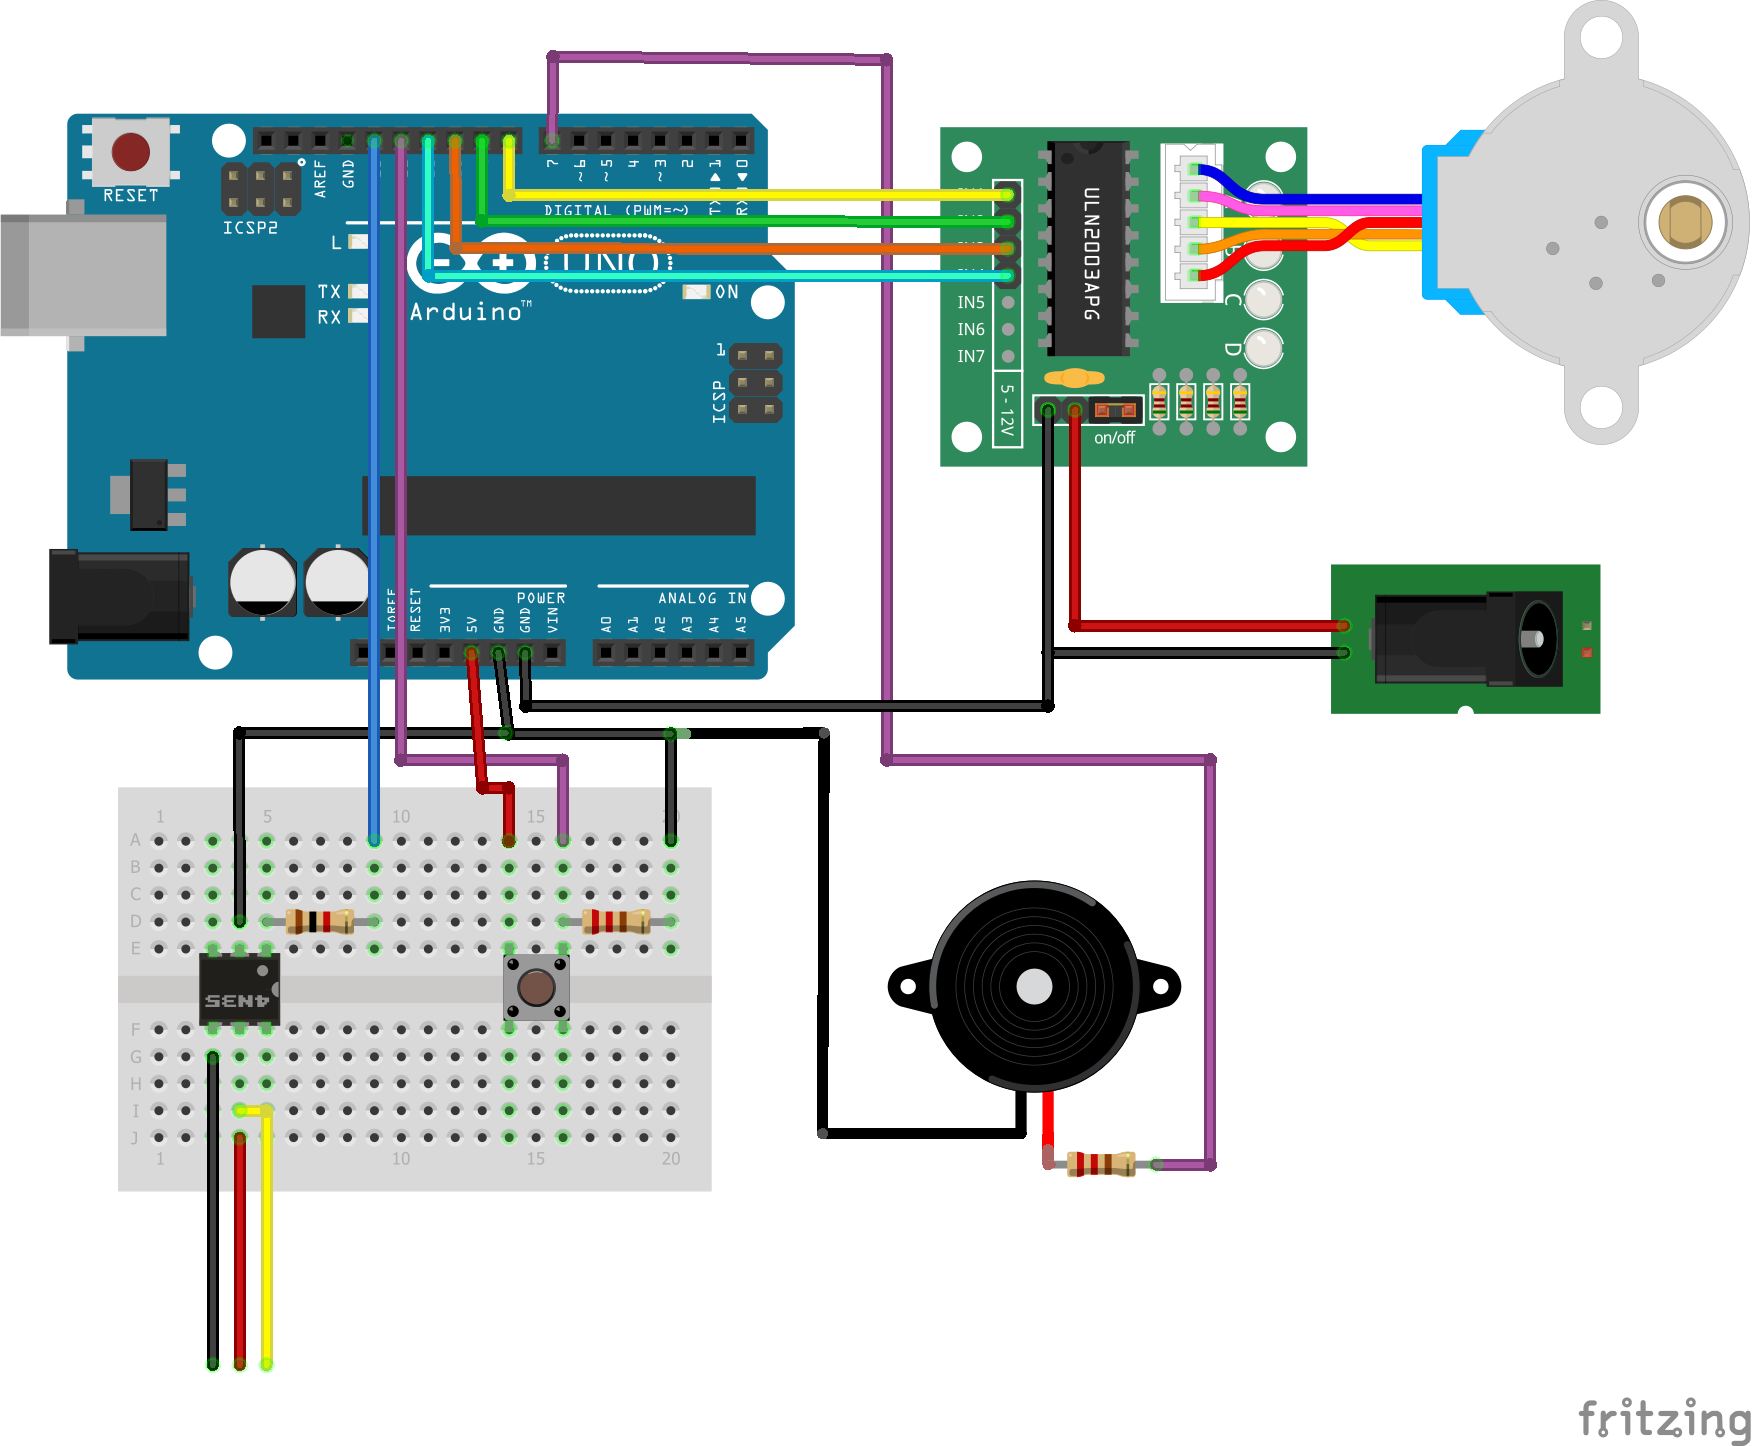 RESET
ICSP2
AREF
GND
7
~6
~5
4
~3
2
TX▶1
RX◀0
DIGITAL (PWM=~)
L
TX
RX
UNO
Arduino™
ON
1
ICSP
IOREF
RESET
3V3
5V
GND
GND
VIN
POWER
ANALOG IN
A0
A1
A2
A3
A4
A5
IN5
IN6
IN7
5 - 12V
ULN2003APG
C
D
on/off
1
5
10
15
20
A
B
C
D
E
4N35
F
G
H
I
J
1
10
15
20
fritzing